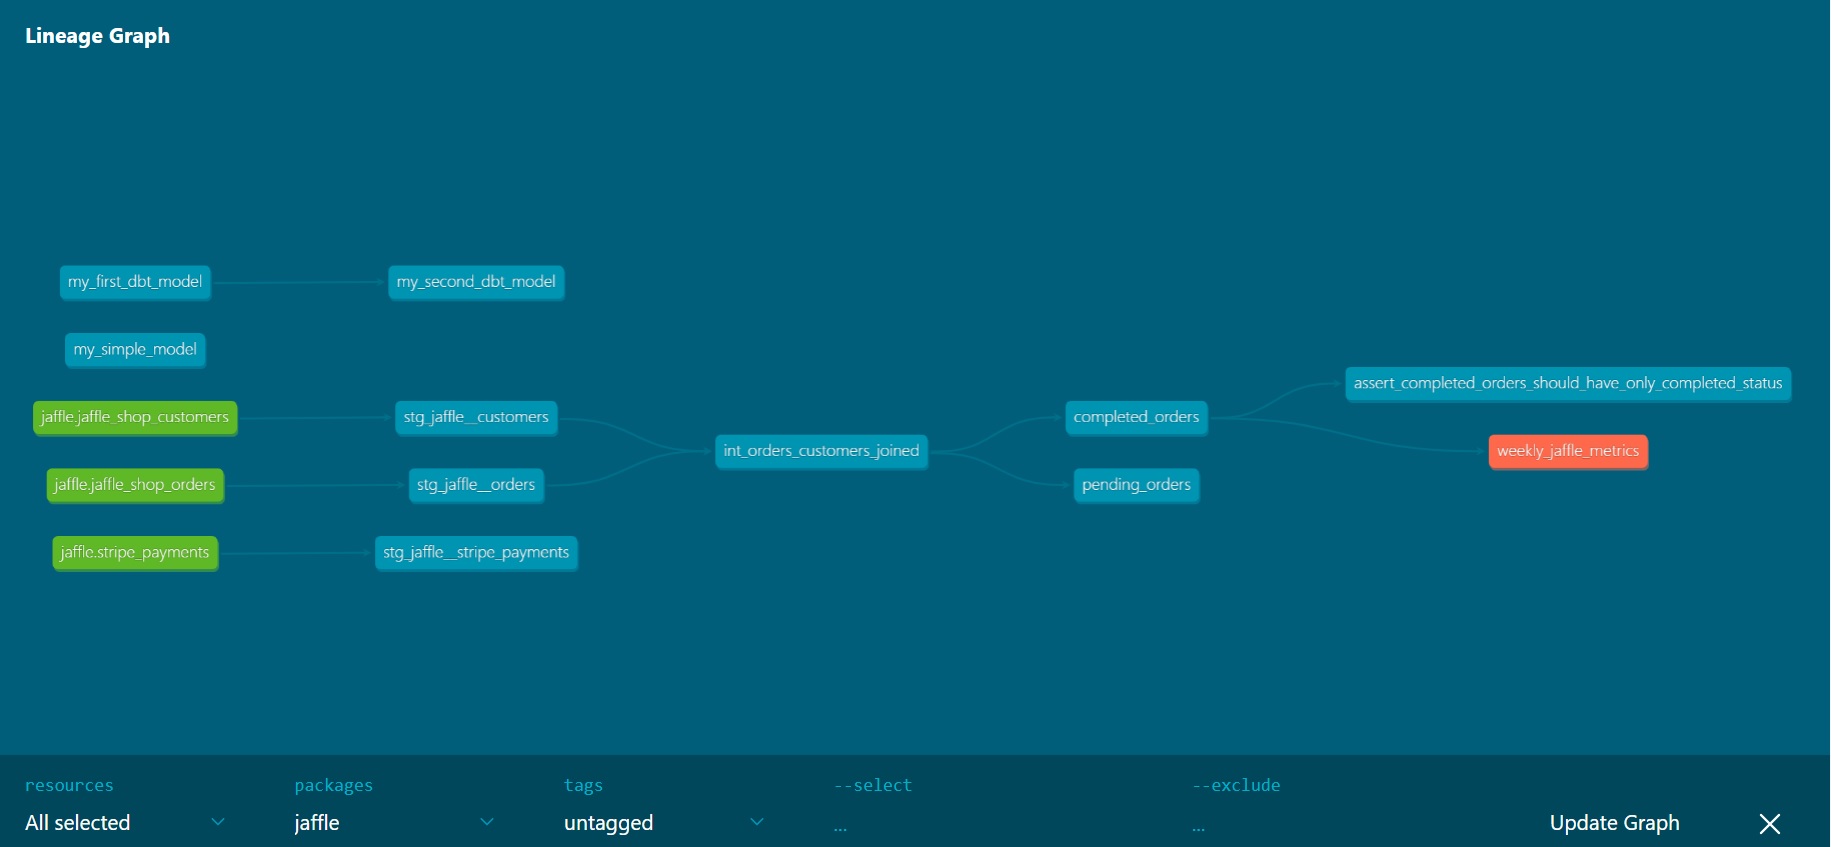 Lineage Graph
my_first_dbt_model
my_second_dbt_model
my_simple_model
assert_completed_orders_should_have_only_completed_status
jaffle.jaffle_shop_customers
stg_jaffle__customers
completed_orders
int_orders_customers_joined
weekly_jaffle_metrics
jaffle.jaffle_shop_orders
stg_jaffle__orders
pending_orders
jaffle.stripe_payments
stg_jaffle__stripe_payments
resources
packages
tags
--select
--exclude
All selected
jaffle
untagged
...
...
Update Graph